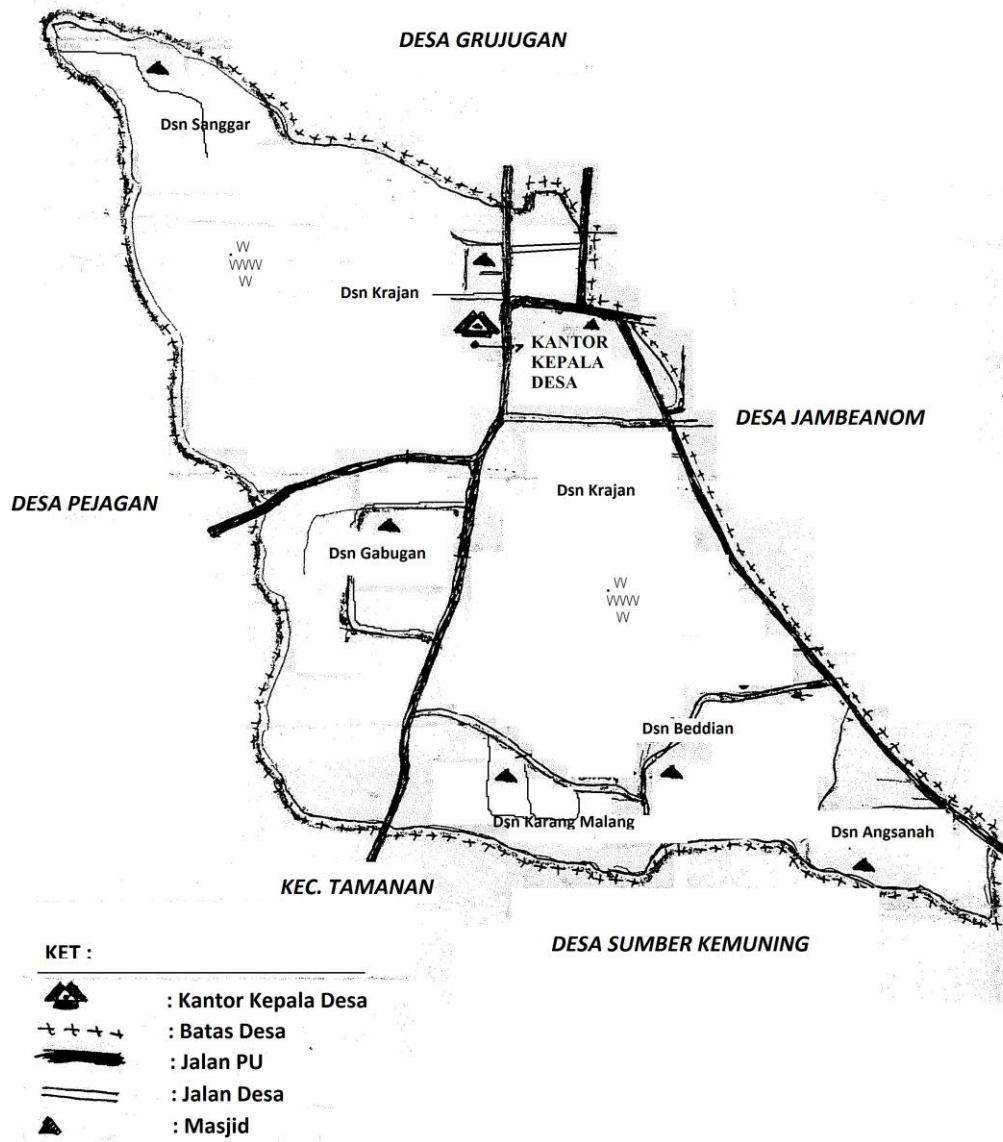 DESA GRUJUGAN
Dsn Sanggar
W
WWW
W
Dsn Krajan
KANTOR
KEPALA
DESA
DESA JAMBEANOM
DESA PEJAGAN
Dsn Krajan
Dsn Gabugan
W
WWW
W
Dsn Beddian
Dsn Karang Malang
Dsn Angsanah
KEC. TAMANAN
DESA SUMBER KEMUNING
KET :
: Kantor Kepala Desa
: Batas Desa
: Jalan PU
: Jalan Desa
: Masjid